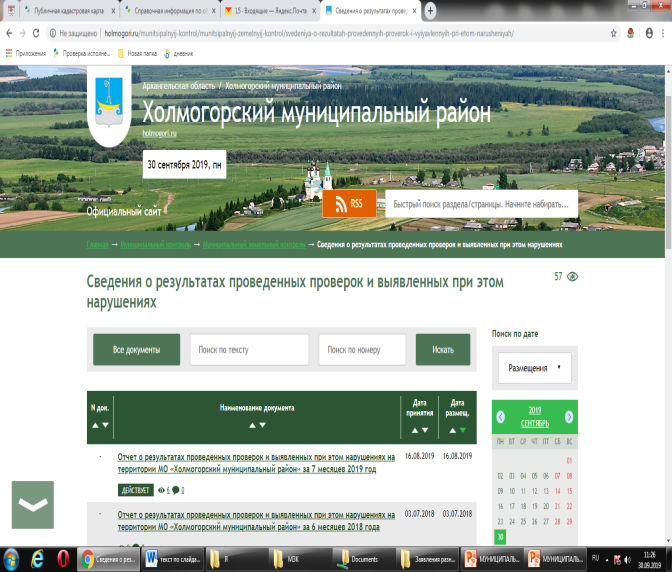 Публичная кадастровая карта
Справочная информация по об
15 · Входящие — Яндекс.Почта
Сведения о результатах прове
Не защищено | holmogori.ru/munitsipalnyij-kontrol/munitsipalnyij-zemelnyij-kontrol/svedeniya-o-rezultatah-provedennyih-proverok-i-vyiyavlennyih-pri-etom-narusheniyah/
Приложения Проверка исполне... Новая папка дневник
Архангельская область / Холмогорский муниципальный район
Холмогорский муниципальный район
holmogori.ru
30 сентября 2019, пн
Официальный сайт
RSS
Быстрый поиск раздела/страницы. Начните набирать...
Главная → Муниципальный контроль → Муниципальный земельный контроль → Сведения о результатах проведенных проверок и выявленных при этом нарушениях
Сведения о результатах проведенных проверок и выявленных при этом
нарушениях
57
Все документы Поиск по тексту Поиск по номеру Искать
Поиск по дате
Размещения
N док. Наименование документа Дата принятия Дата размещ.
- Отчет о результатах проведенных проверок и выявленных при этом нарушениях на 16.08.2019 16.08.2019
территории МО «Холмогорский муниципальный район» за 7 месяцев 2019 год
ДЕЙСТВУЕТ 6 0
- Отчет о результатах проведенных проверок и выявленных при этом нарушениях на 03.07.2018 03.07.2018
территории МО «Холмогорский муниципальный район» за 6 месяцев 2018 года
2019
СЕНТЯБРЬ
ПН ВТ СР ЧТ ПТ СБ ВС
01
02 03 04 05 06 07 08
09 10 11 12 13 14 15
16 17 18 19 20 21 22
23 24 25 26 27 28 29
30
Сведения о рез... текст по слайда... Я МЗК Documents Заявления разн... МУНИЦИПАЛЬ... МУНИЦИПАЛЬ... RU 11:26
30.09.2019